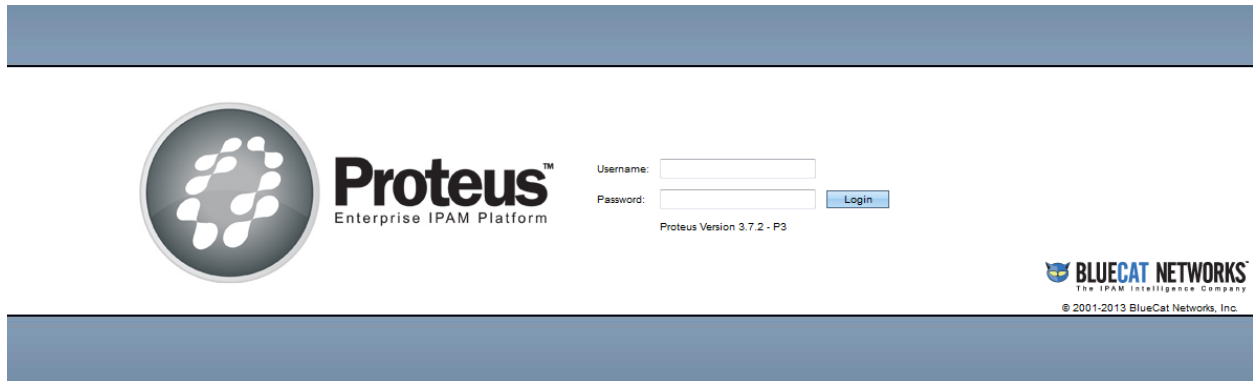 Proteus™
Enterprise IPAM Platform
Username:
Password:
Login
Proteus Version 3.7.2 - P3
BLUECAT NETWORKS™
The IPAM Intelligence Company
© 2001-2013 BlueCat Networks, Inc.